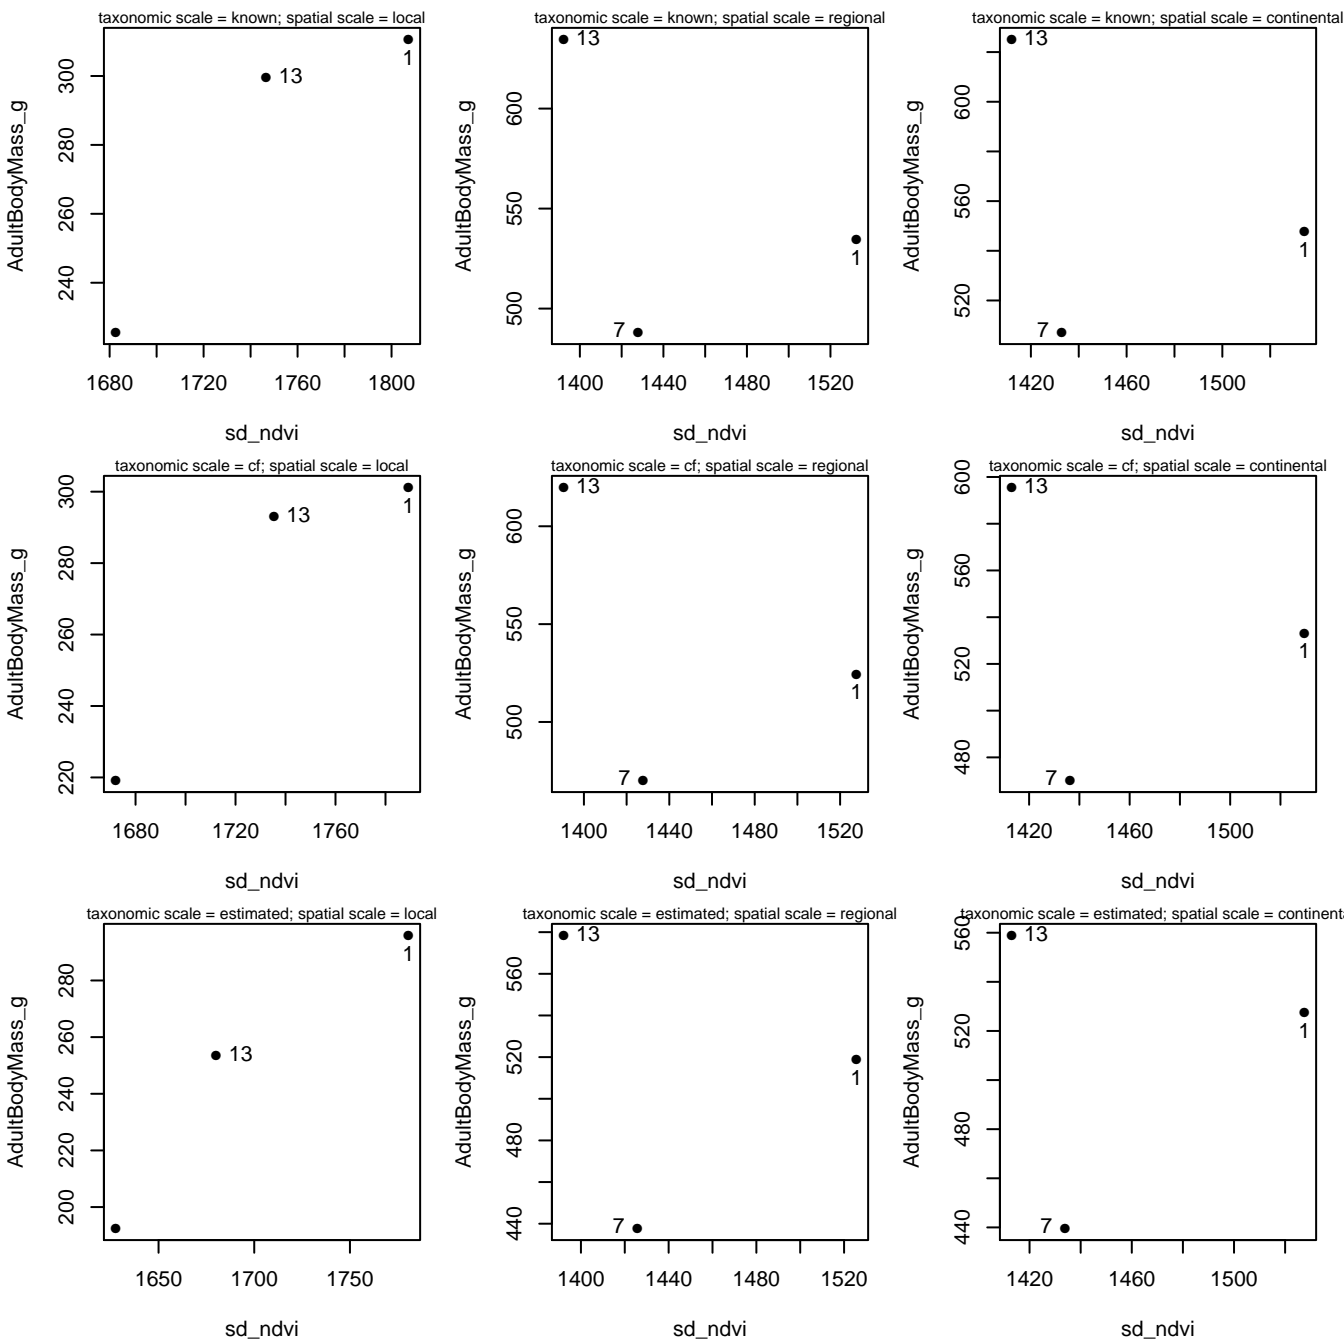 taxonomic scale = known; spatial scale = local
AdultBodyMass_g
300
280
260
240
13
1
1680 1720 1760 1800
sd_ndvi
taxonomic scale = known; spatial scale = regional
AdultBodyMass_g
600
550
500
13
1
7
1400 1440 1480 1520
sd_ndvi
taxonomic scale = known; spatial scale = continental
AdultBodyMass_g
600
560
520
13
1
7
1420 1460 1500
sd_ndvi
taxonomic scale = cf; spatial scale = local
AdultBodyMass_g
300
280
260
240
220
13
1
1680 1720 1760
sd_ndvi
taxonomic scale = cf; spatial scale = regional
AdultBodyMass_g
600
550
500
13
1
7
1400 1440 1480 1520
sd_ndvi
taxonomic scale = cf; spatial scale = continental
AdultBodyMass_g
600
560
520
480
13
1
7
1420 1460 1500
sd_ndvi
taxonomic scale = estimated; spatial scale = local
AdultBodyMass_g
280
260
240
220
200
1
13
1650 1700 1750
sd_ndvi
taxonomic scale = estimated; spatial scale = regional
AdultBodyMass_g
560
520
480
440
13
1
7
1400 1440 1480 1520
sd_ndvi
taxonomic scale = estimated; spatial scale = continenta
AdultBodyMass_g
560
520
480
440
13
1
7
1420 1460 1500
sd_ndvi